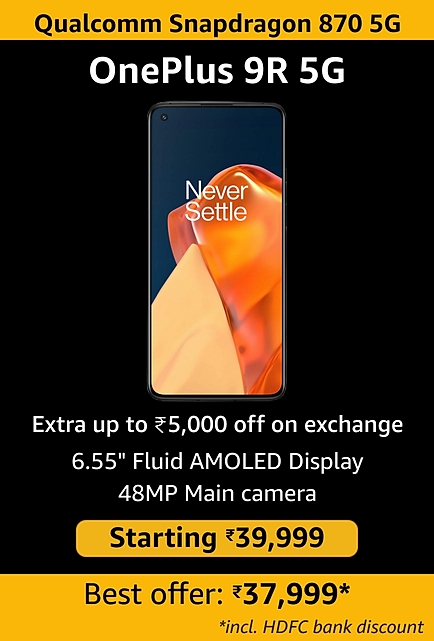 Qualcomm Snapdragon 870 5G
OnePlus 9R 5G
Never
Settle
Extra up to ₹5,000 off on exchange
6.55" Fluid AMOLED Display
48MP Main camera
Starting ₹39,999
Best offer: ₹37,999*
*incl. HDFC bank discount